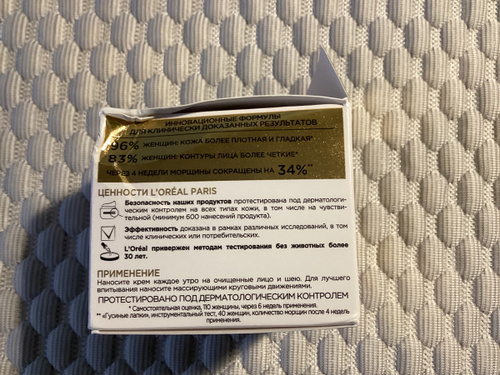 ИННОВАЦИОННЫЕ ФОРМУЛЫ
ДЛЯ КЛИНИЧЕСКИ ДОКАЗАННЫХ РЕЗУЛЬТАТОВ
96% ЖЕНЩИН: КОЖА БОЛЕЕ ПЛОТНАЯ И ГЛАДКАЯ*
83% ЖЕНЩИН: КОНТУРЫ ЛИЦА БОЛЕЕ ЧЕТКИЕ*
ЧЕРЕЗ 4 НЕДЕЛИ МОРЩИНЫ СОКРАЩЕНЫ НА 34%**
ЦЕННОСТИ L'ORÉAL PARIS
Безопасность наших продуктов протестирована под дерматологи-
ческим контролем на всех типах кожи, в том числе на чувстви-
тельной (минимум 600 нанесений продукта).
Эффективность доказана в рамках различных исследований, в том
числе клинических или потребительских.
L'Oréal привержен методам тестирования без животных более
30 лет.
ПРИМЕНЕНИЕ
Наносите крем каждое утро на очищенные лицо и шею. Для лучшего
впитывания наносите массирующими круговыми движениями.
ПРОТЕСТИРОВАНО ПОД ДЕРМАТОЛОГИЧЕСКИМ КОНТРОЛЕМ
* Самостоятельная оценка, 110 женщины, через 6 недель применения.
**«Гусиные лапки», инструментальный тест, 40 женщин, количество морщин после 4 недель
применения.